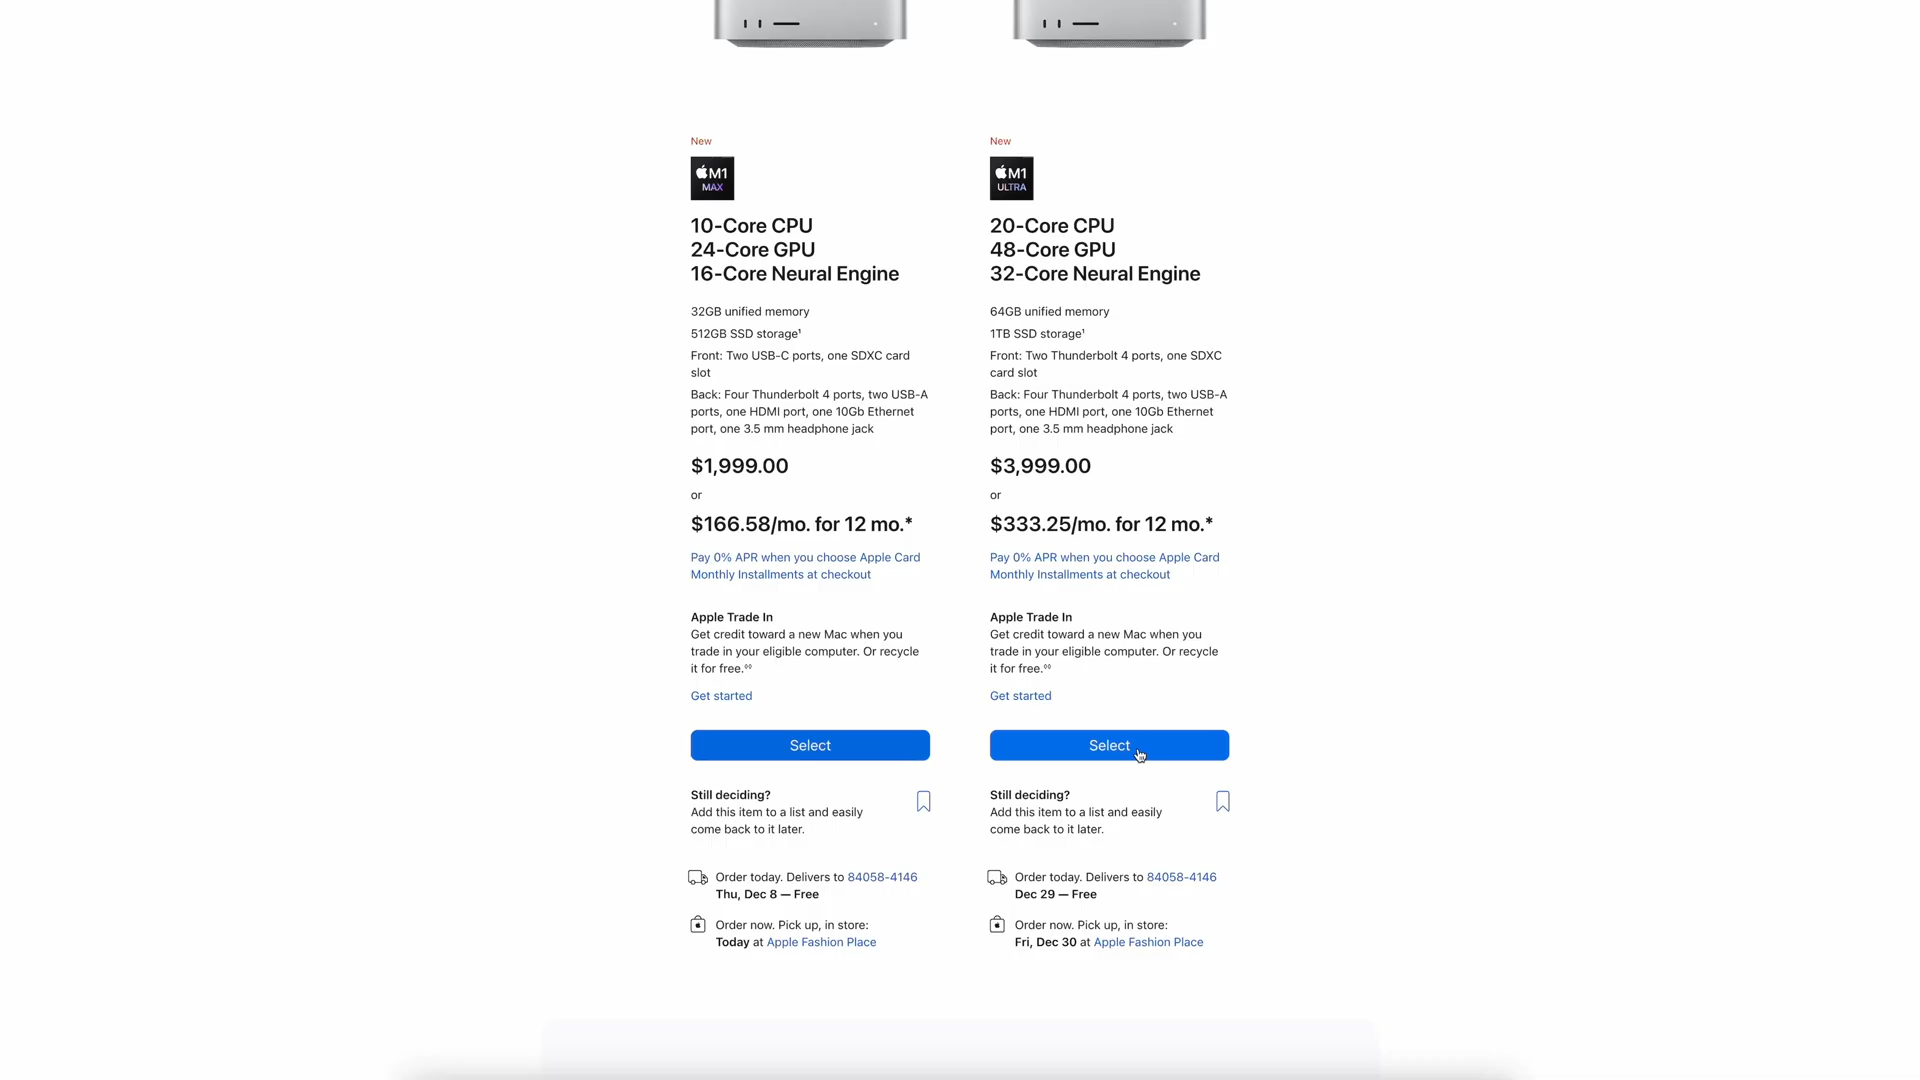 New
M1
MAX
10-Core CPU
24-Core GPU
16-Core Neural Engine
32GB unified memory
512GB SSD storage¹
Front: Two USB-C ports, one SDXC card
slot
Back: Four Thunderbolt 4 ports, two USB-A
ports, one HDMI port, one 10Gb Ethernet
port, one 3.5 mm headphone jack
$1,999.00
or
$166.58/mo. for 12 mo.*
Pay 0% APR when you choose Apple Card
Monthly Installments at checkout
Apple Trade In
Get credit toward a new Mac when you
trade in your eligible computer. Or recycle
it for free.◊◊
Get started
Select
Still deciding?
Add this item to a list and easily
come back to it later.
Order today. Delivers to 84058-4146
Thu, Dec 8 — Free
Order now. Pick up, in store:
Today at Apple Fashion Place
New
M1
ULTRA
20-Core CPU
48-Core GPU
32-Core Neural Engine
64GB unified memory
1TB SSD storage¹
Front: Two Thunderbolt 4 ports, one SDXC
card slot
Back: Four Thunderbolt 4 ports, two USB-A
ports, one HDMI port, one 10Gb Ethernet
port, one 3.5 mm headphone jack
$3,999.00
or
$333.25/mo. for 12 mo.*
Pay 0% APR when you choose Apple Card
Monthly Installments at checkout
Apple Trade In
Get credit toward a new Mac when you
trade in your eligible computer. Or recycle
it for free.◊◊
Get started
Select
Still deciding?
Add this item to a list and easily
come back to it later.
Order today. Delivers to 84058-4146
Dec 29 — Free
Order now. Pick up, in store:
Fri, Dec 30 at Apple Fashion Place